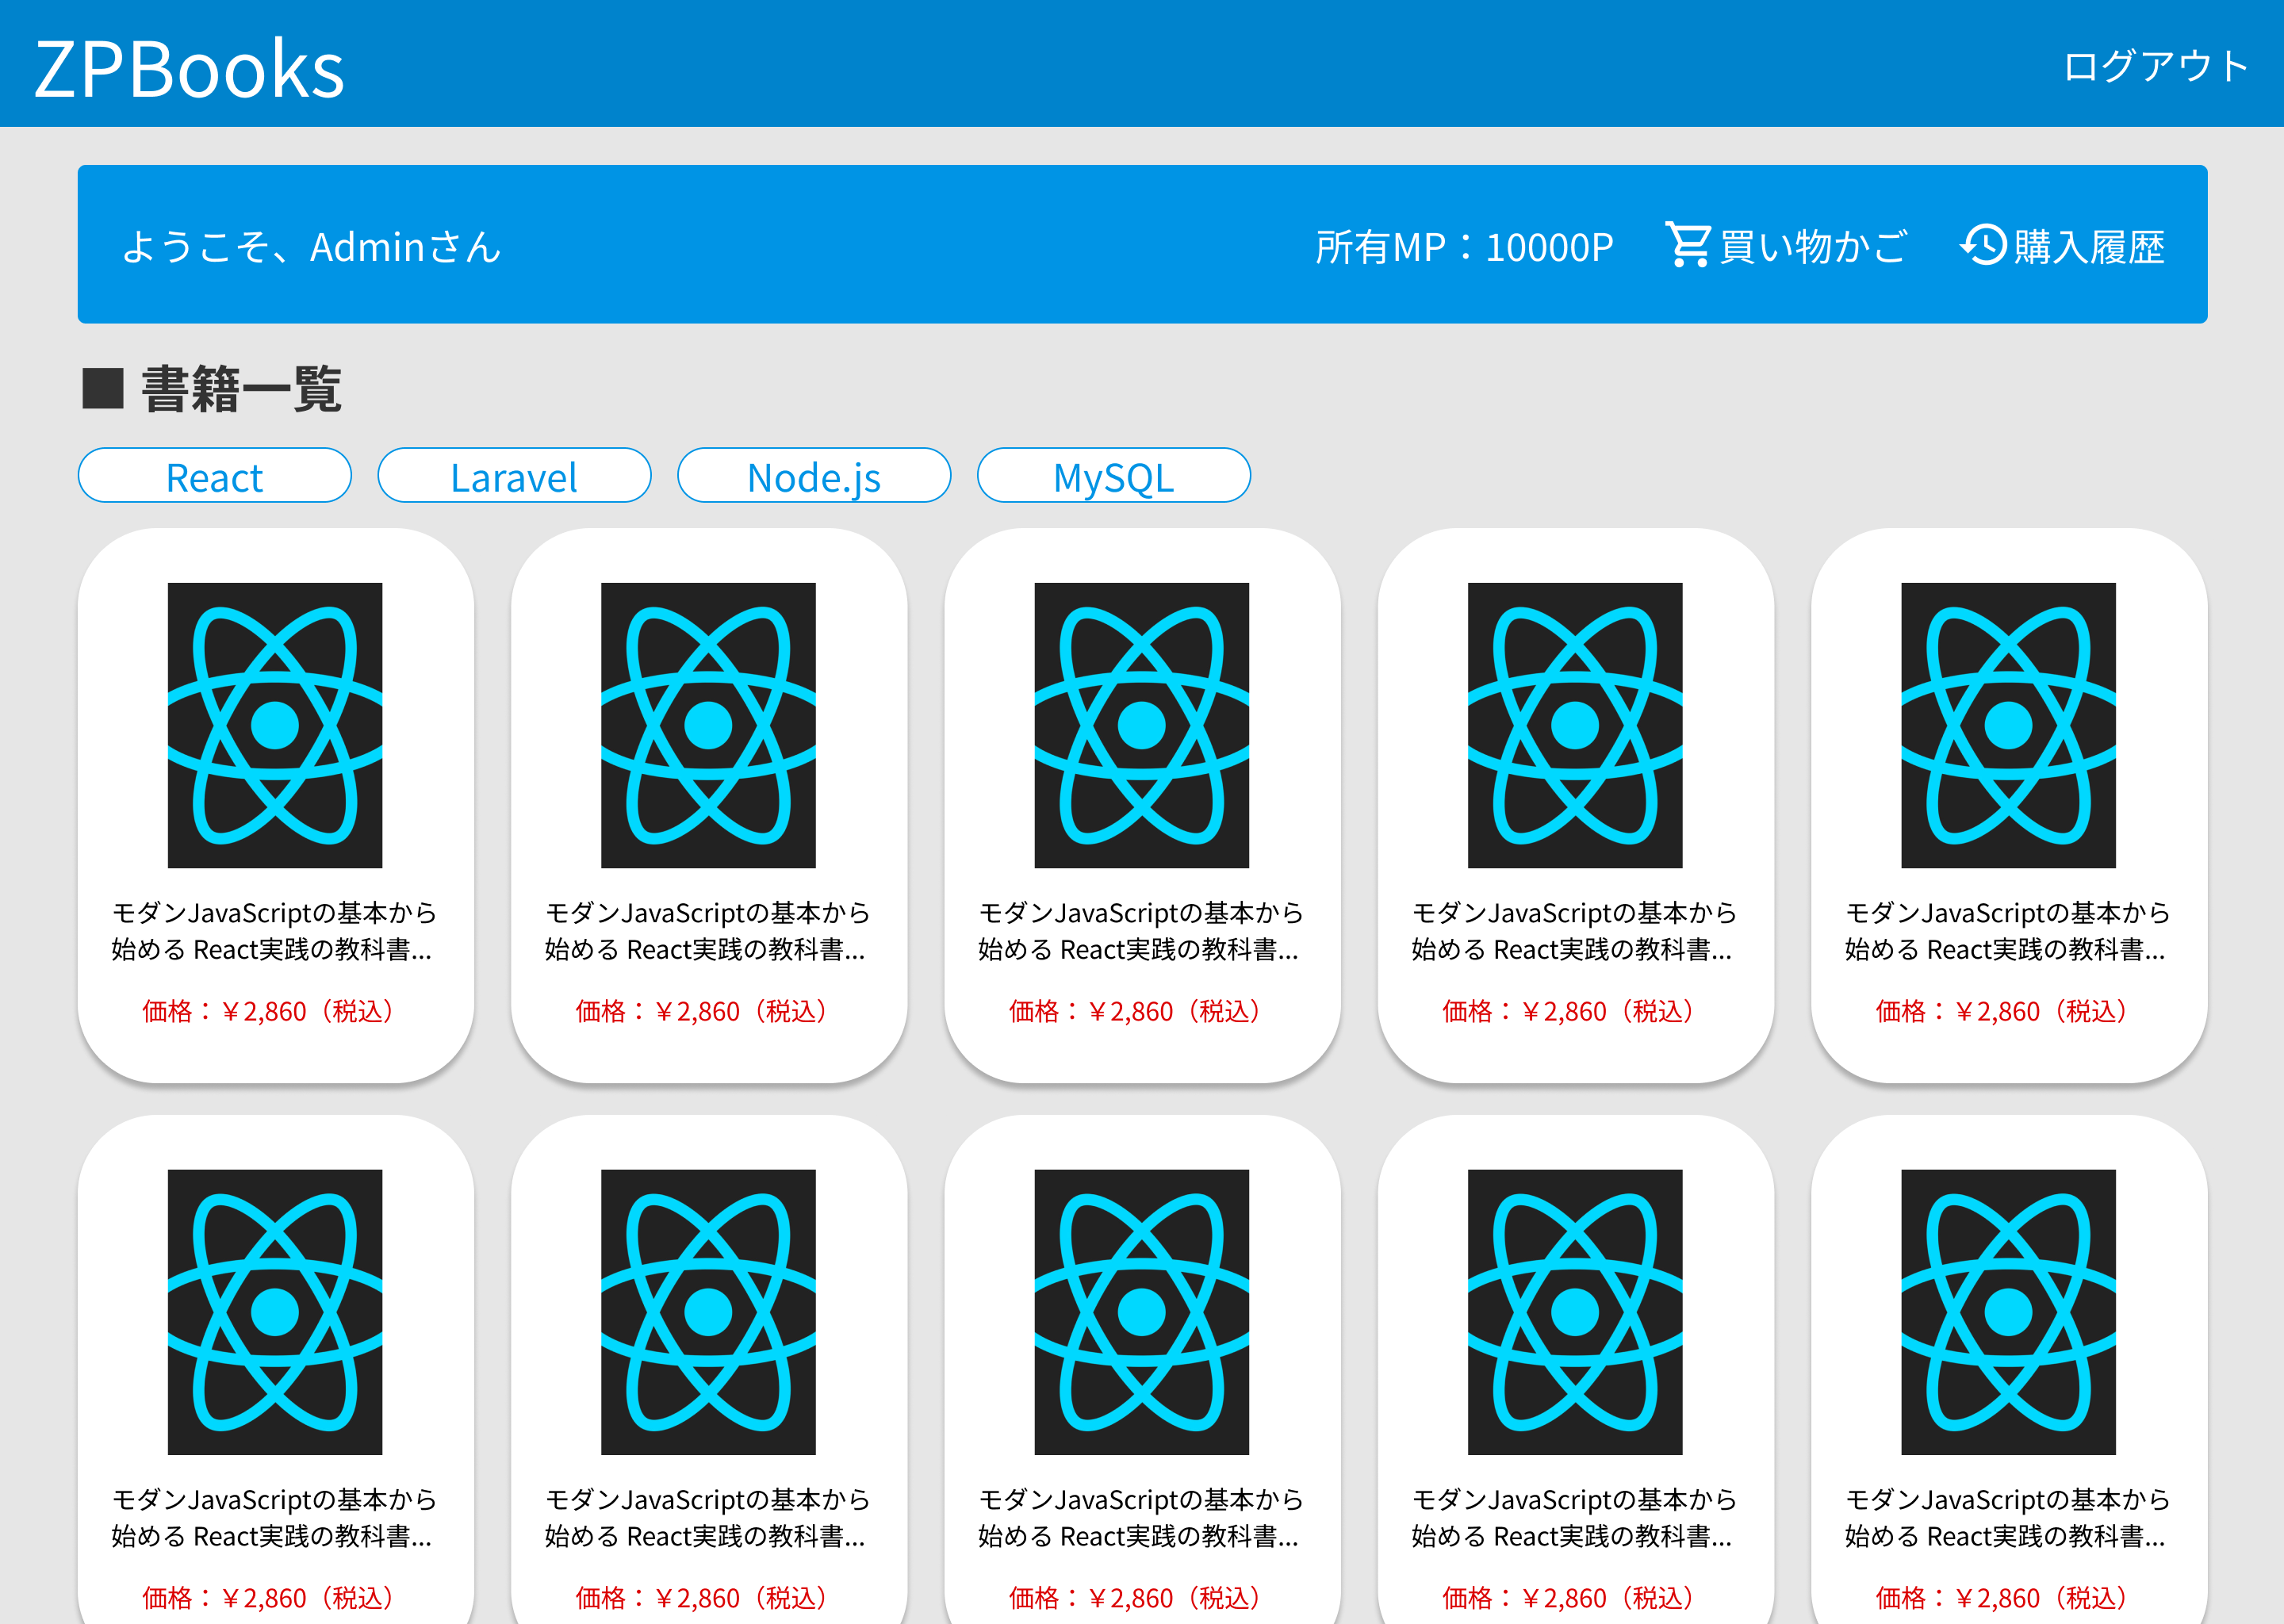 ZPBooks
ログアウト
ようこそ、Adminさん
所有MP：10000P
買い物かご
購入履歴
■ 書籍一覧
React
Laravel
Node.js
MySQL
モダンJavaScriptの基本から
始める React実践の教科書...
価格：￥2,860（税込）
モダンJavaScriptの基本から
始める React実践の教科書...
価格：￥2,860（税込）
モダンJavaScriptの基本から
始める React実践の教科書...
価格：￥2,860（税込）
モダンJavaScriptの基本から
始める React実践の教科書...
価格：￥2,860（税込）
モダンJavaScriptの基本から
始める React実践の教科書...
価格：￥2,860（税込）
モダンJavaScriptの基本から
始める React実践の教科書...
価格：￥2,860（税込）
モダンJavaScriptの基本から
始める React実践の教科書...
価格：￥2,860（税込）
モダンJavaScriptの基本から
始める React実践の教科書...
価格：￥2,860（税込）
モダンJavaScriptの基本から
始める React実践の教科書...
価格：￥2,860（税込）
モダンJavaScriptの基本から
始める React実践の教科書...
価格：￥2,860（税込）